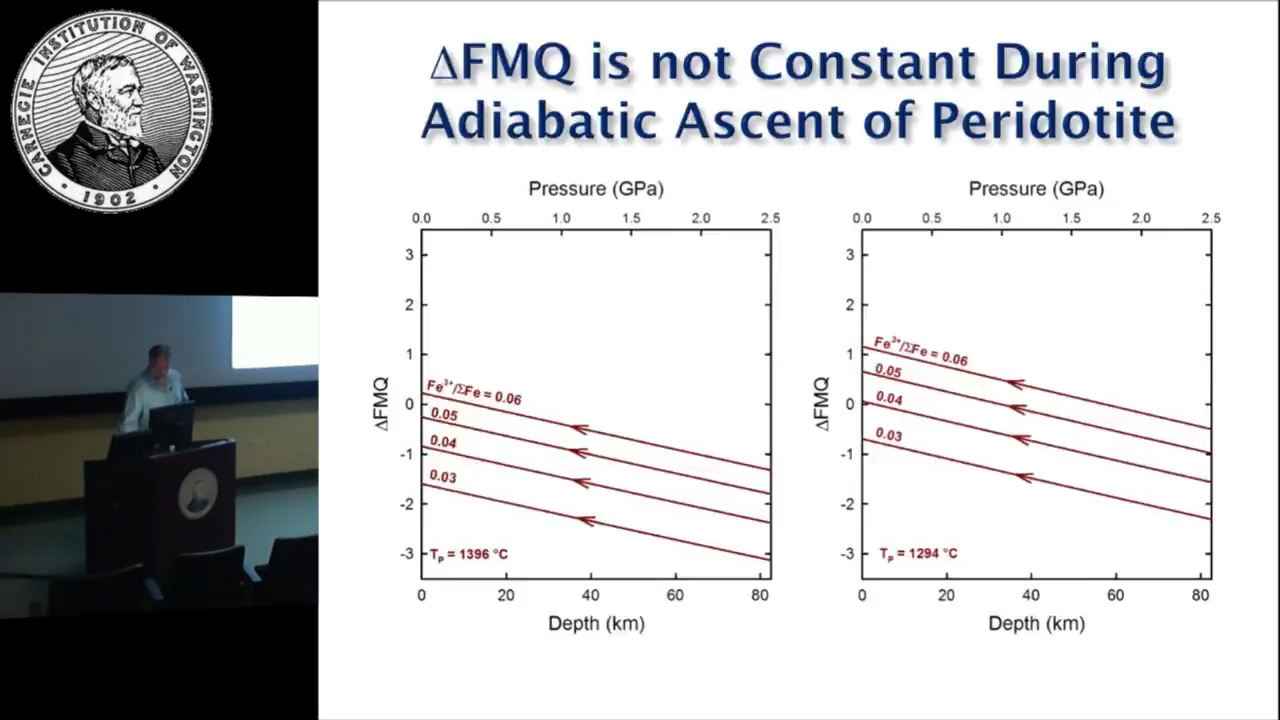 CARNEGIE INSTITUTION OF WASHINGTON
· 1902 ·
ΔFMQ is not Constant During
Adiabatic Ascent of Peridotite
Pressure (GPa)
0.0 0.5 1.0 1.5 2.0 2.5
3
2
1
0
-1
-2
-3
ΔFMQ
Fe³⁺/ΣFe = 0.06
0.05
0.04
0.03
Tₚ = 1396 °C
0 20 40 60 80
Depth (km)
Pressure (GPa)
0.0 0.5 1.0 1.5 2.0 2.5
3
2
1
0
-1
-2
-3
ΔFMQ
Fe³⁺/ΣFe = 0.06
0.05
0.04
0.03
Tₚ = 1294 °C
0 20 40 60 80
Depth (km)